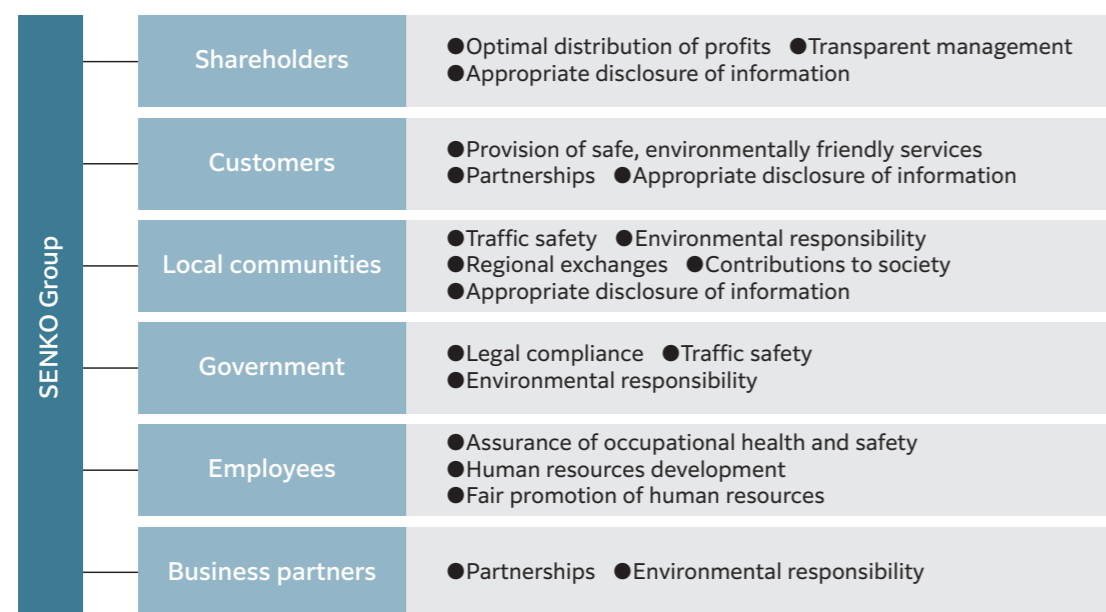 SENKO Group
Shareholders
●Optimal distribution of profits ●Transparent management
●Appropriate disclosure of information
Customers
●Provision of safe, environmentally friendly services
●Partnerships ●Appropriate disclosure of information
Local communities
●Traffic safety ●Environmental responsibility
●Regional exchanges ●Contributions to society
●Appropriate disclosure of information
Government
●Legal compliance ●Traffic safety
●Environmental responsibility
Employees
●Assurance of occupational health and safety
●Human resources development
●Fair promotion of human resources
Business partners
●Partnerships ●Environmental responsibility